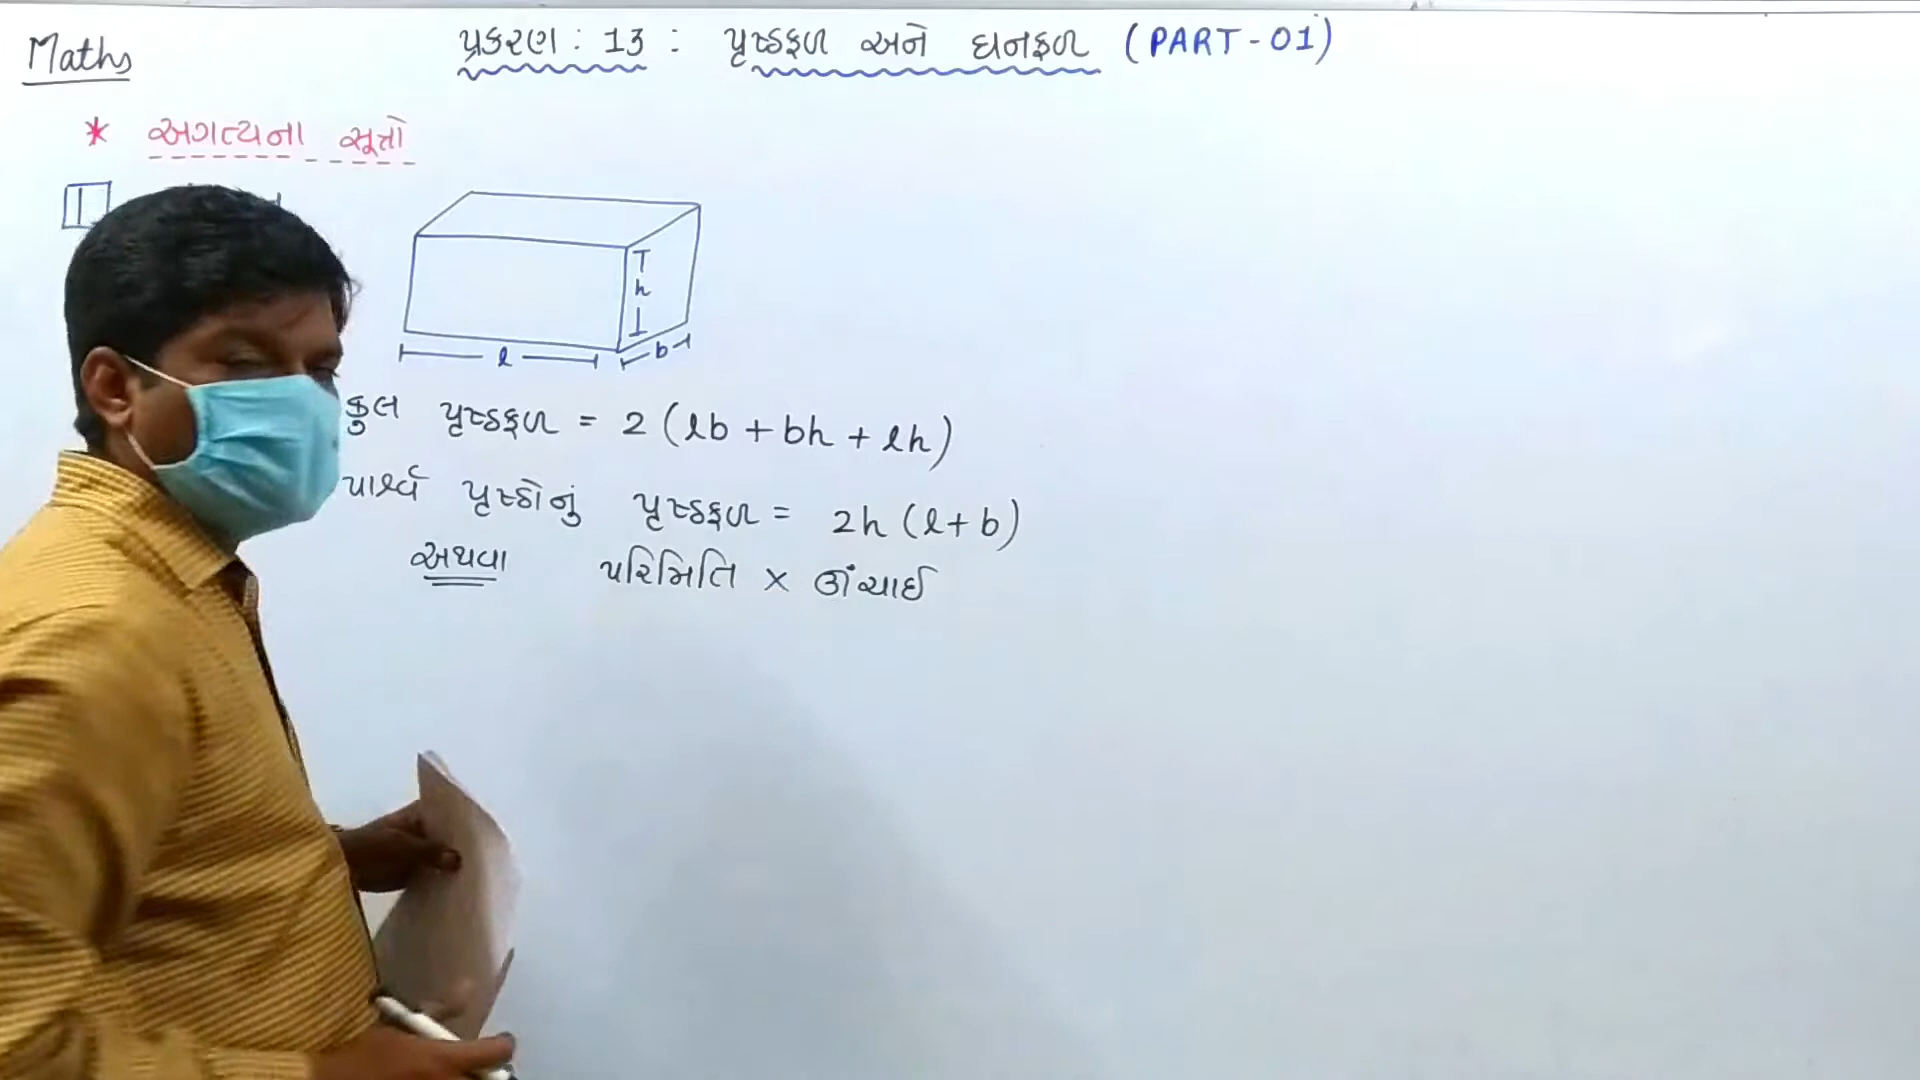 Maths
પ્રકરણ : 13 : પૃષ્ઠફળ અને ઘનફળ (PART-01)
* અગત્યના સૂત્રો
1
h
l
b
કુલ પૃષ્ઠફળ = 2 (lb + bh + lh)
પાર્શ્વ પૃષ્ઠોનું પૃષ્ઠફળ = 2h (l + b)
અથવા પરિમિતિ × ઊંચાઈ